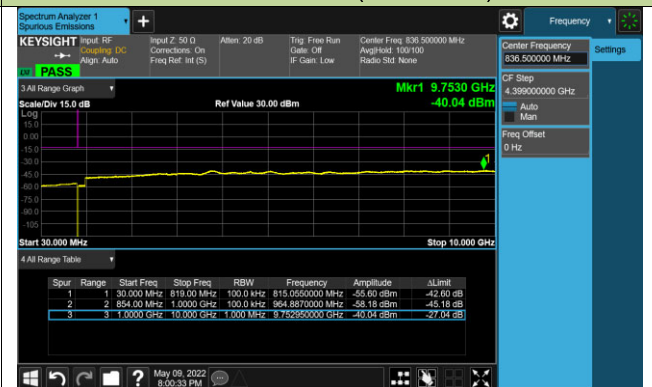 Spectrum Analyzer 1
Spurious Emissions
Frequency
KEYSIGHT
Input: RF
Coupling: DC
Align: Auto
Input Z: 50 Ω
Corrections: On
Freq Ref: Int (S)
Atten: 20 dB
Trig: Free Run
Gate: Off
IF Gain: Low
Center Freq: 836.500000 MHz
Avg|Hold: 100/100
Radio Std: None
PASS
Center Frequency
836.500000 MHz
Settings
CF Step
4.399000000 GHz
Auto
Man
Freq Offset
0 Hz
3 All Range Graph
Mkr1 9.7530 GHz
Scale/Div 15.0 dB
Ref Value 30.00 dBm
-40.04 dBm
Log
15.0
0.00
-15.0
-30.0
-45.0
-60.0
-75.0
-90.0
-105
1
Start 30.000 MHz
Stop 10.000 GHz
4 All Range Table
Spur Range Start Freq Stop Freq RBW Frequency Amplitude ΔLimit
1 1 30.000 MHz 819.00 MHz 100.0 kHz 815.0550000 MHz -55.60 dBm -42.60 dB
2 2 854.00 MHz 1.0000 GHz 100.0 kHz 964.8870000 MHz -58.18 dBm -45.18 dB
3 3 1.0000 GHz 10.000 GHz 1.000 MHz 9.752950000 GHz -40.04 dBm -27.04 dB
?
May 09, 2022
8:00:33 PM